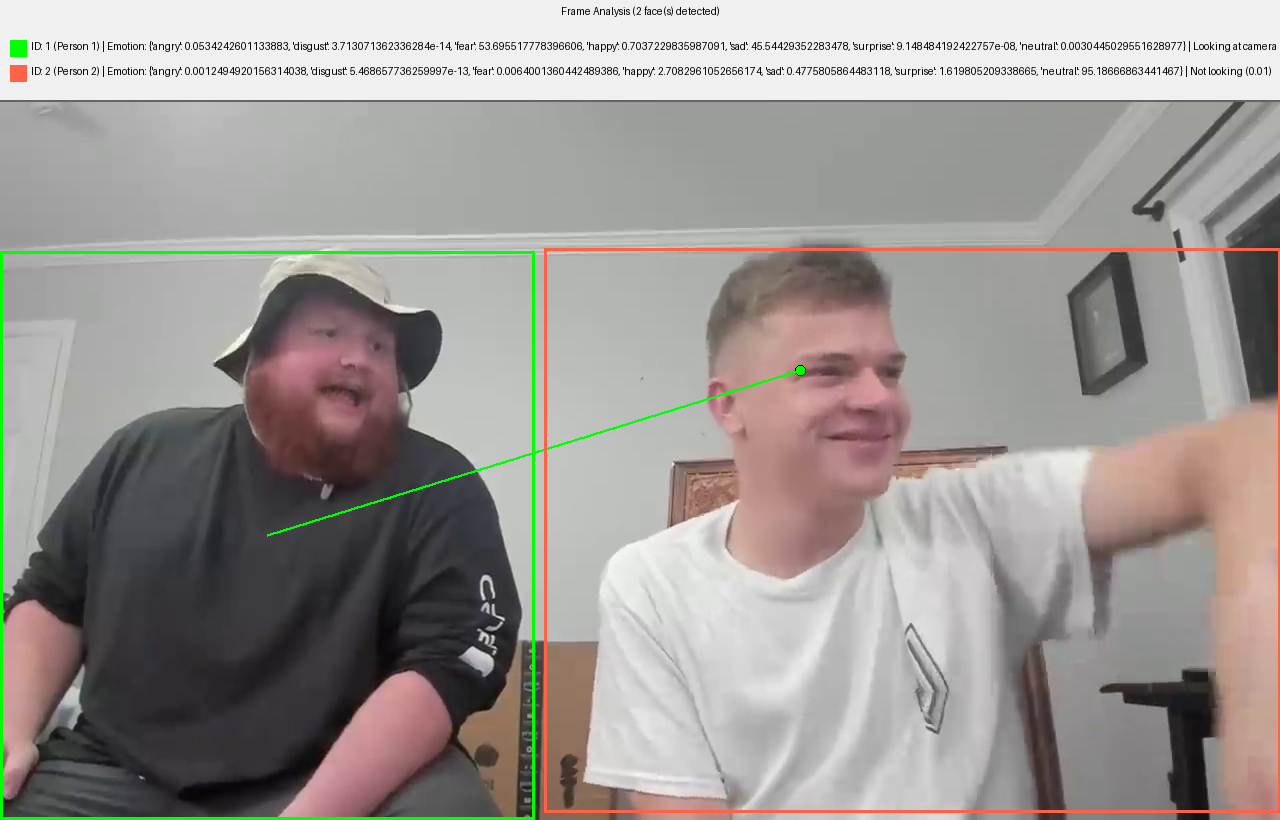 Frame Analysis (2 face(s) detected)
ID: 1 (Person 1) | Emotion: {'angry': 0.0534242601133883, 'disgust': 3.713071362336284e-14, 'fear': 53.695517778396606, 'happy': 0.7037229835987091, 'sad': 45.54429352283478, 'surprise': 9.148484192422757e-08, 'neutral': 0.0030445029551628977} | Looking at camera
ID: 2 (Person 2) | Emotion: {'angry': 0.0012494920156314038, 'disgust': 5.468657736259997e-13, 'fear': 0.0064001360442489386, 'happy': 2.7082961052656174, 'sad': 0.4775805864483118, 'surprise': 1.619805209338665, 'neutral': 95.18666863441467} | Not looking (0.01)